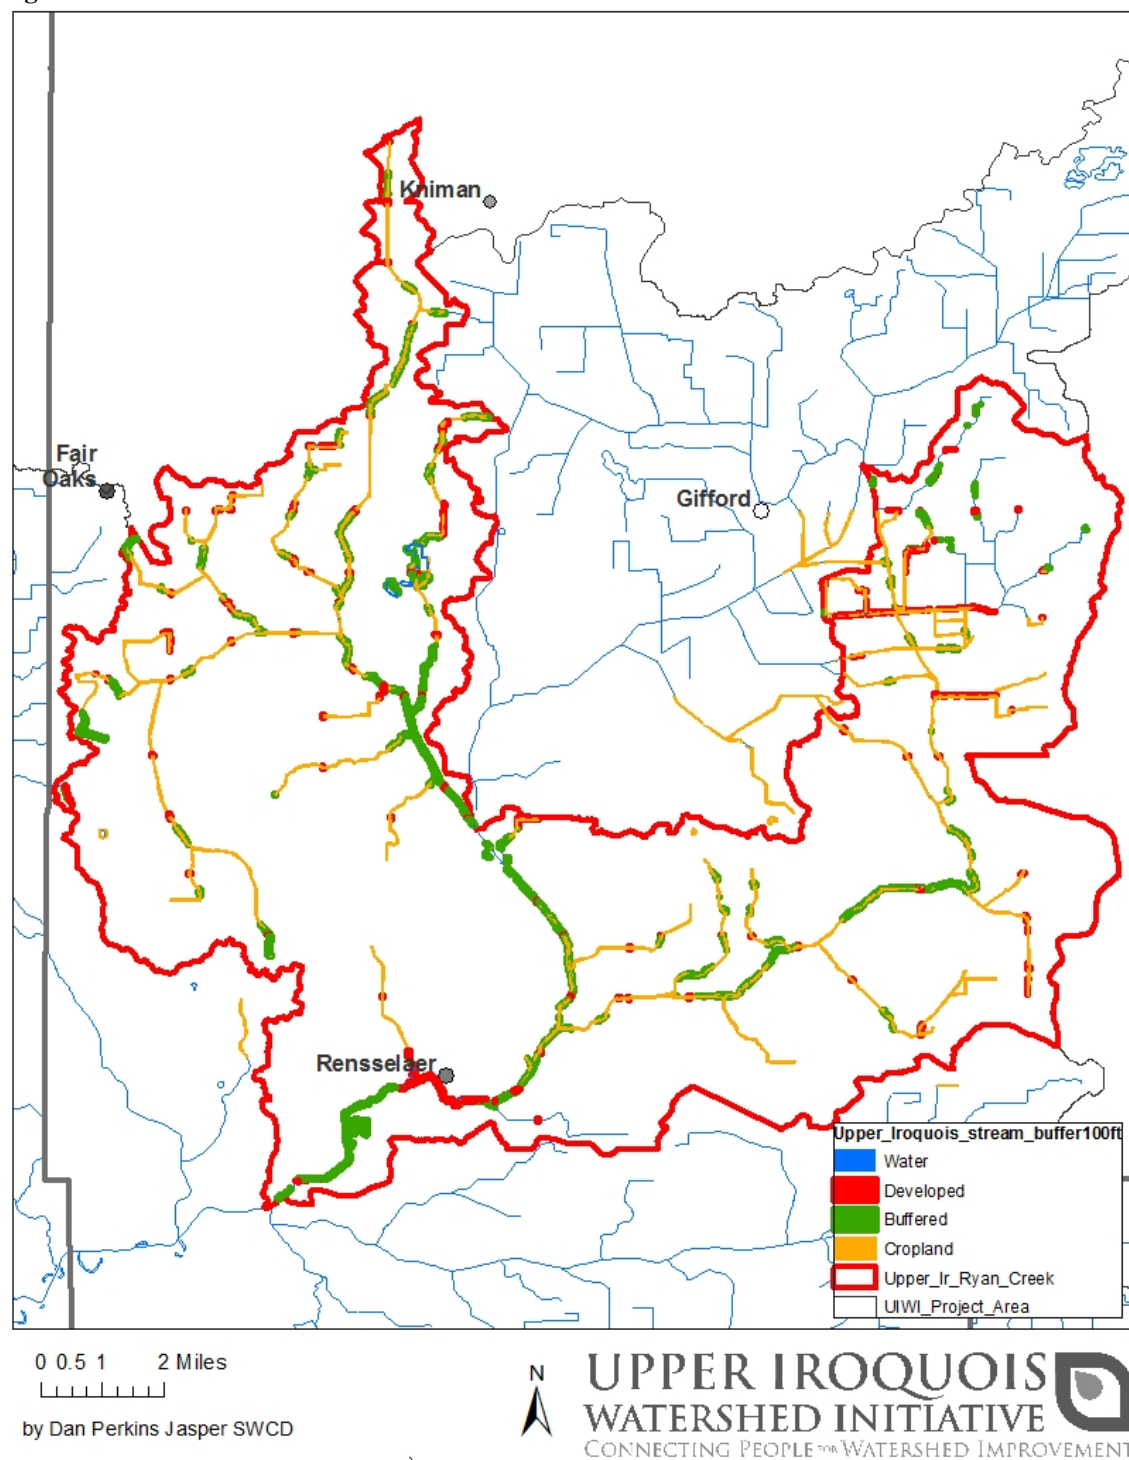 Kniman
Fair
Oaks
Gifford
Rensselaer
Upper_Iroquois_stream_buffer100ft
Water
Developed
Buffered
Cropland
Upper_Ir_Ryan_Creek
UIWI_Project_Area
0 0.5 1 2 Miles
by Dan Perkins Jasper SWCD
N
UPPER IROQUOIS
WATERSHED INITIATIVE
CONNECTING PEOPLE FOR WATERSHED IMPROVEMENT